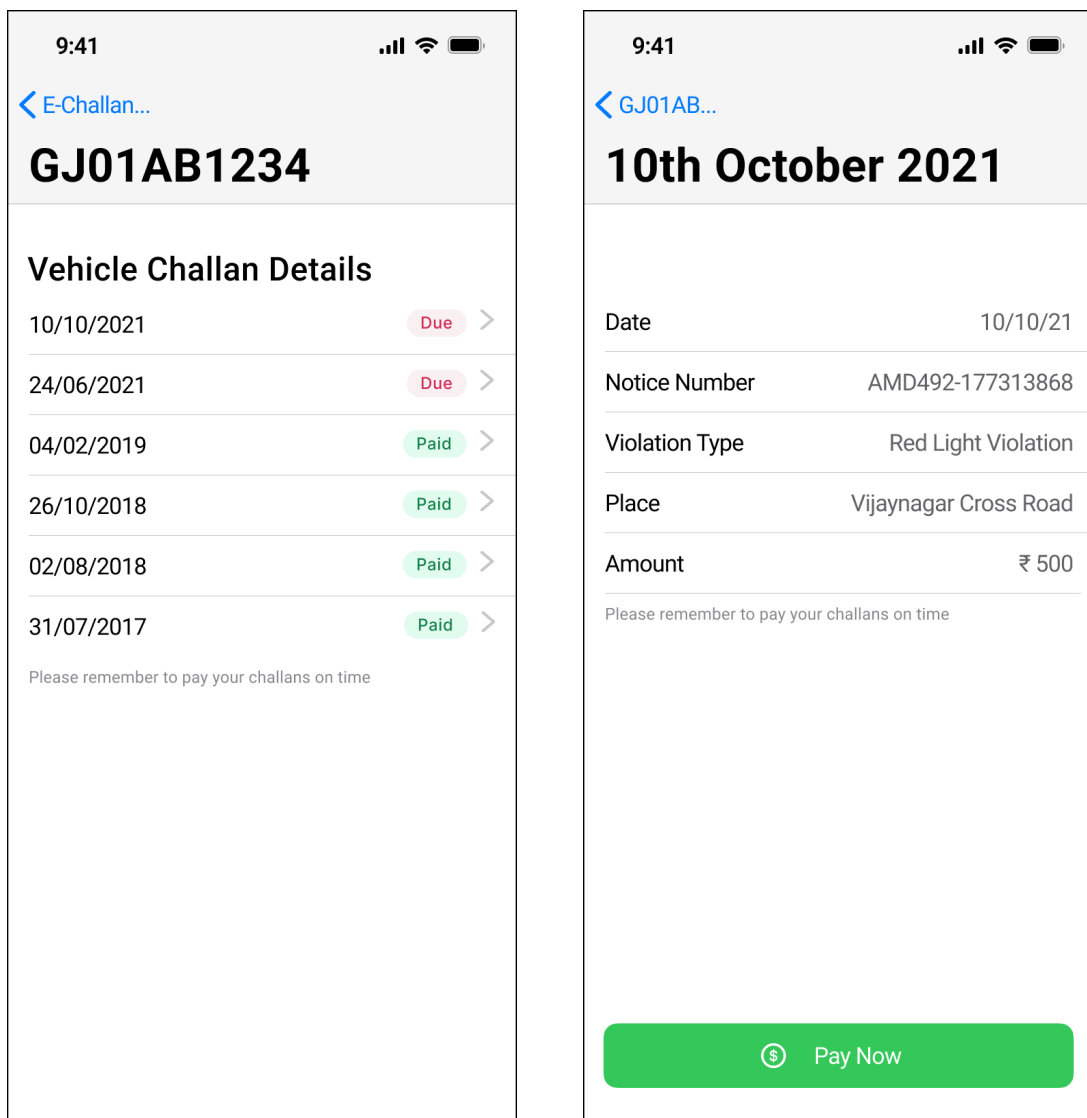 9:41
E-Challan...
GJ01AB1234
Vehicle Challan Details
10/10/2021 Due
24/06/2021 Due
04/02/2019 Paid
26/10/2018 Paid
02/08/2018 Paid
31/07/2017 Paid
Please remember to pay your challans on time
9:41
GJ01AB...
10th October 2021
Date 10/10/21
Notice Number AMD492-177313868
Violation Type Red Light Violation
Place Vijaynagar Cross Road
Amount ₹ 500
Please remember to pay your challans on time
$ Pay Now